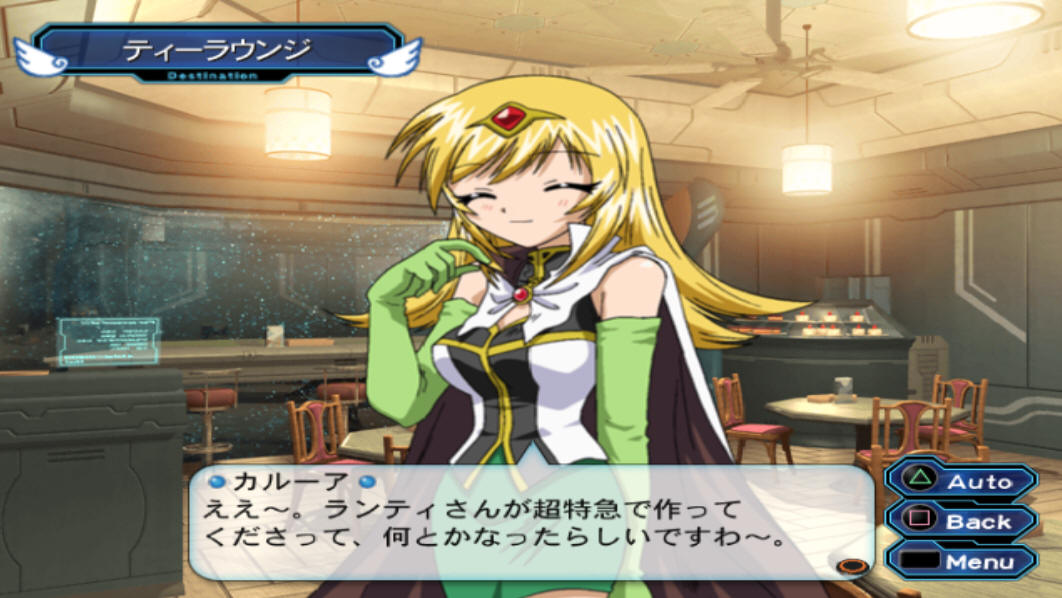 ティーラウンジ
Destination
カルーア
ええ～。ランティさんが超特急で作って
くださって、何とかなったらしいですわ～。
Auto
Back
Menu